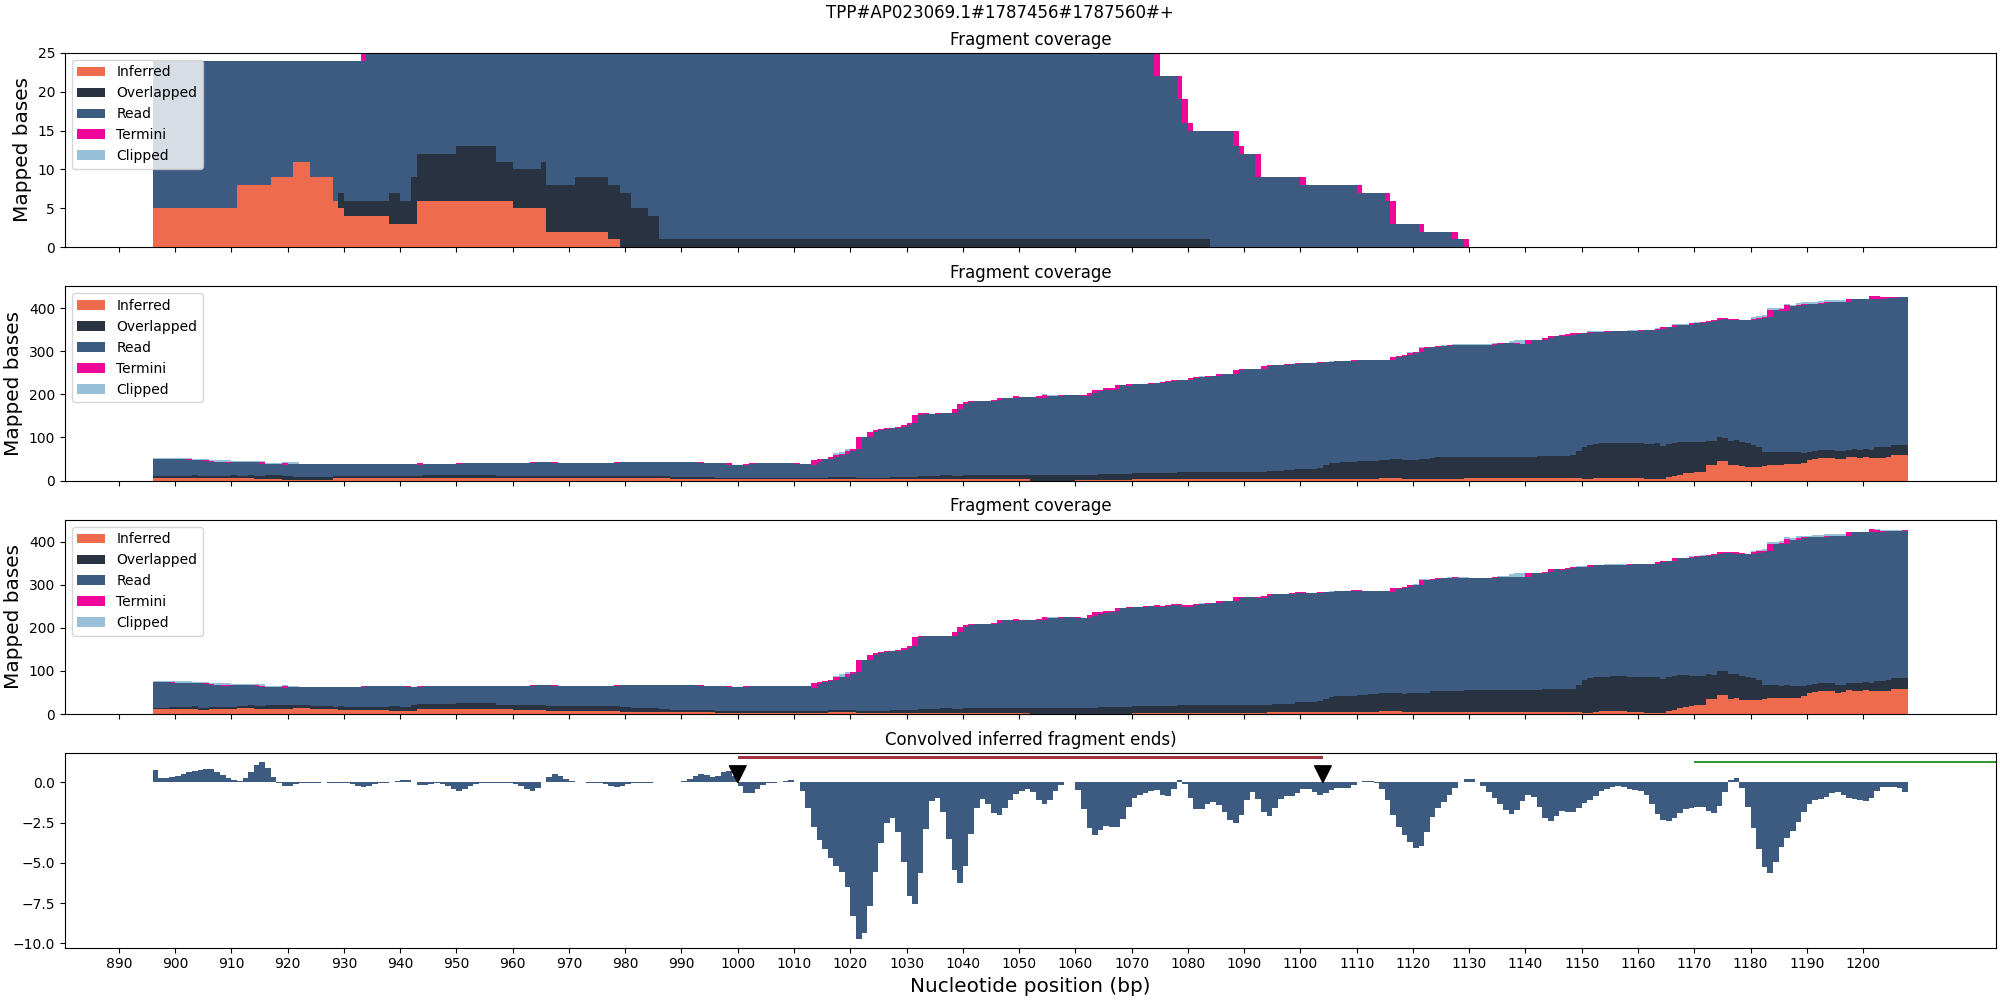 TPP#AP023069.1#1787456#1787560#+
Fragment coverage
Mapped bases
25
20
15
10
5
0
Inferred
Overlapped
Read
Termini
Clipped
Fragment coverage
Mapped bases
400
300
200
100
0
Inferred
Overlapped
Read
Termini
Clipped
Fragment coverage
Mapped bases
400
300
200
100
0
Inferred
Overlapped
Read
Termini
Clipped
Convolved inferred fragment ends)
0.0
−2.5
−5.0
−7.5
−10.0
890 900 910 920 930 940 950 960 970 980 990 1000 1010 1020 1030 1040 1050 1060 1070 1080 1090 1100 1110 1120 1130 1140 1150 1160 1170 1180 1190 1200
Nucleotide position (bp)